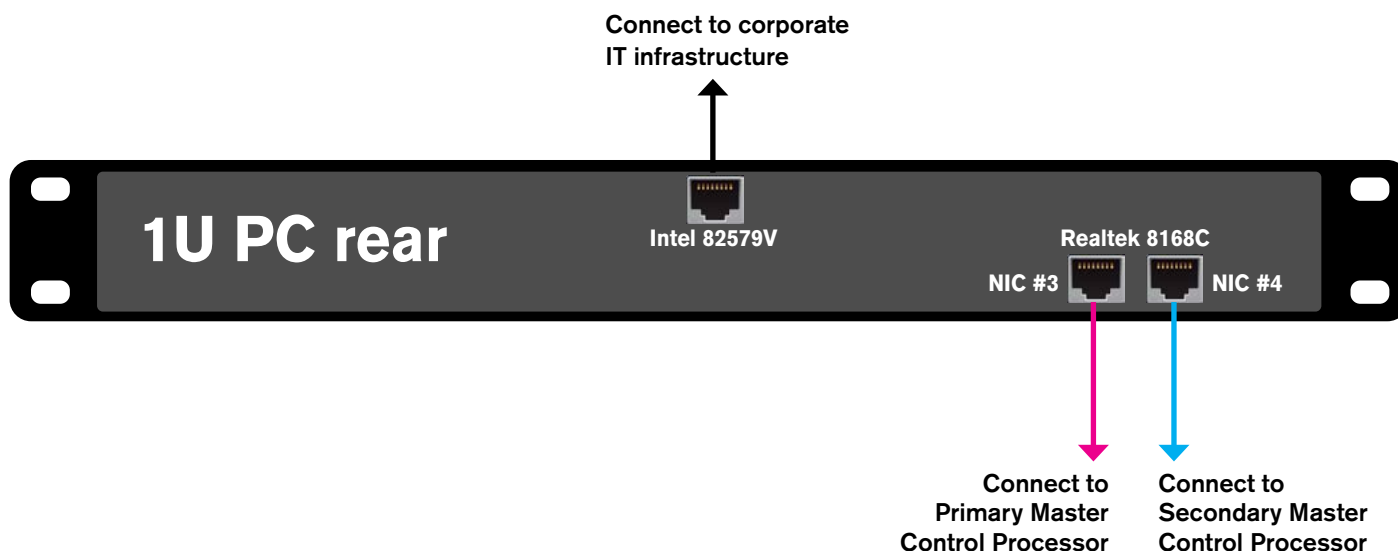 Connect to corporate
IT infrastructure
1U PC rear
Intel 82579V
Realtek 8168C
NIC #3
NIC #4
Connect to
Primary Master
Control Processor
Connect to
Secondary Master
Control Processor